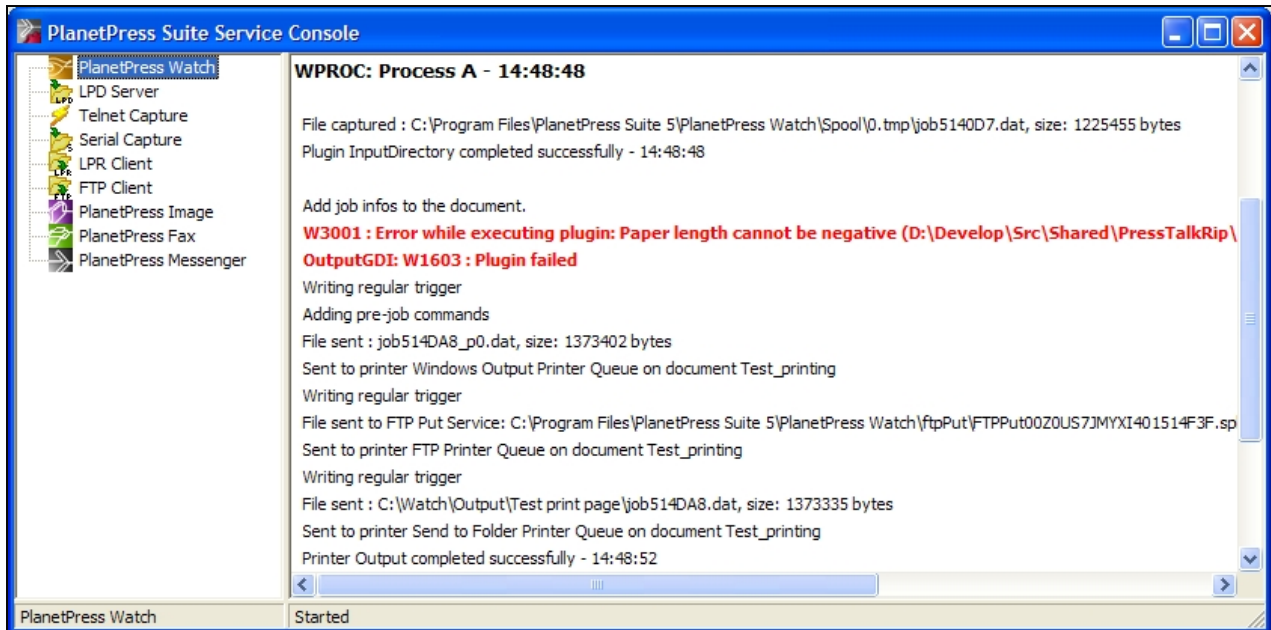 PlanetPress Suite Service Console
PlanetPress Watch
LPD Server
Telnet Capture
Serial Capture
LPR Client
FTP Client
PlanetPress Image
PlanetPress Fax
PlanetPress Messenger
WPROC: Process A - 14:48:48
File captured : C:\Program Files\PlanetPress Suite 5\PlanetPress Watch\Spool\0.tmp\job5140D7.dat, size: 1225455 bytes
Plugin InputDirectory completed successfully - 14:48:48
Add job infos to the document.
W3001 : Error while executing plugin: Paper length cannot be negative (D:\Develop\Src\Shared\PressTalkRip\
OutputGDI: W1603 : Plugin failed
Writing regular trigger
Adding pre-job commands
File sent : job514DA8_p0.dat, size: 1373402 bytes
Sent to printer Windows Output Printer Queue on document Test_printing
Writing regular trigger
File sent to FTP Put Service: C:\Program Files\PlanetPress Suite 5\PlanetPress Watch\ftpPut\FTPPut00Z0US7JMYXI401514F3F.sp
Sent to printer FTP Printer Queue on document Test_printing
Writing regular trigger
File sent : C:\Watch\Output\Test print page\job514DA8.dat, size: 1373335 bytes
Sent to printer Send to Folder Printer Queue on document Test_printing
Printer Output completed successfully - 14:48:52
PlanetPress Watch
Started